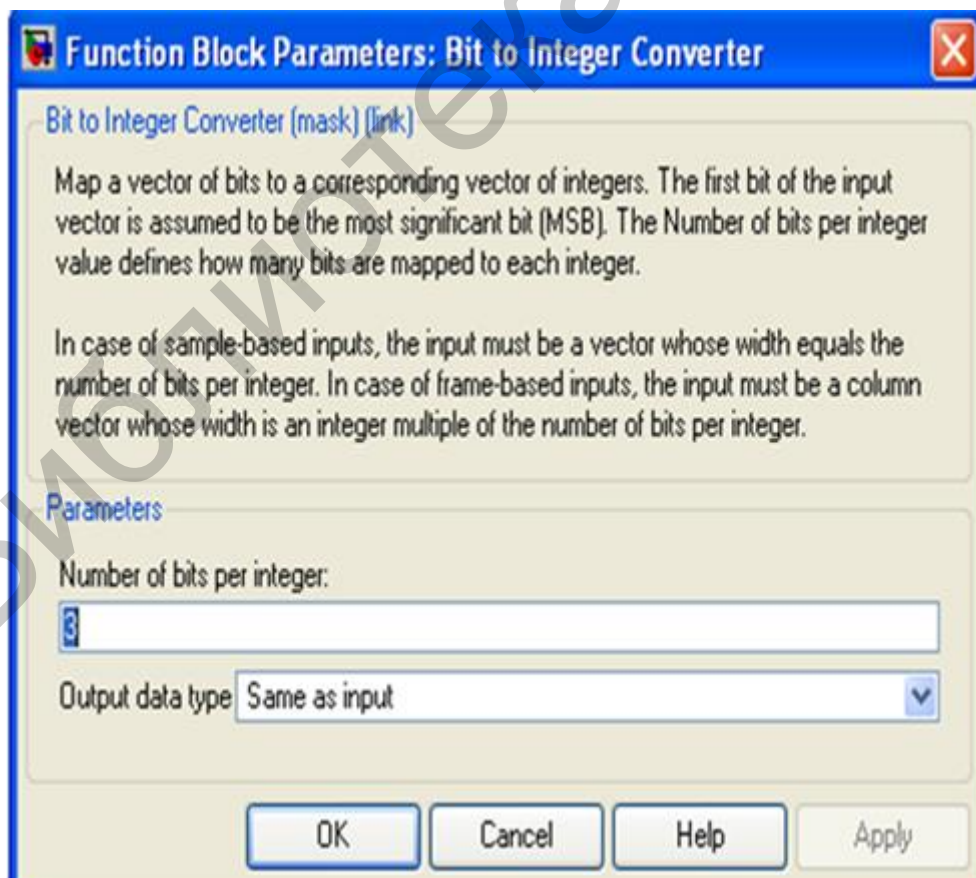 Function Block Parameters: Bit to Integer Converter
Bit to Integer Converter (mask) (link)
Map a vector of bits to a corresponding vector of integers. The first bit of the input
vector is assumed to be the most significant bit (MSB). The Number of bits per integer
value defines how many bits are mapped to each integer.
In case of sample-based inputs, the input must be a vector whose width equals the
number of bits per integer. In case of frame-based inputs, the input must be a column
vector whose width is an integer multiple of the number of bits per integer.
Parameters
Number of bits per integer:
3
Output data type Same as input
OK Cancel Help Apply